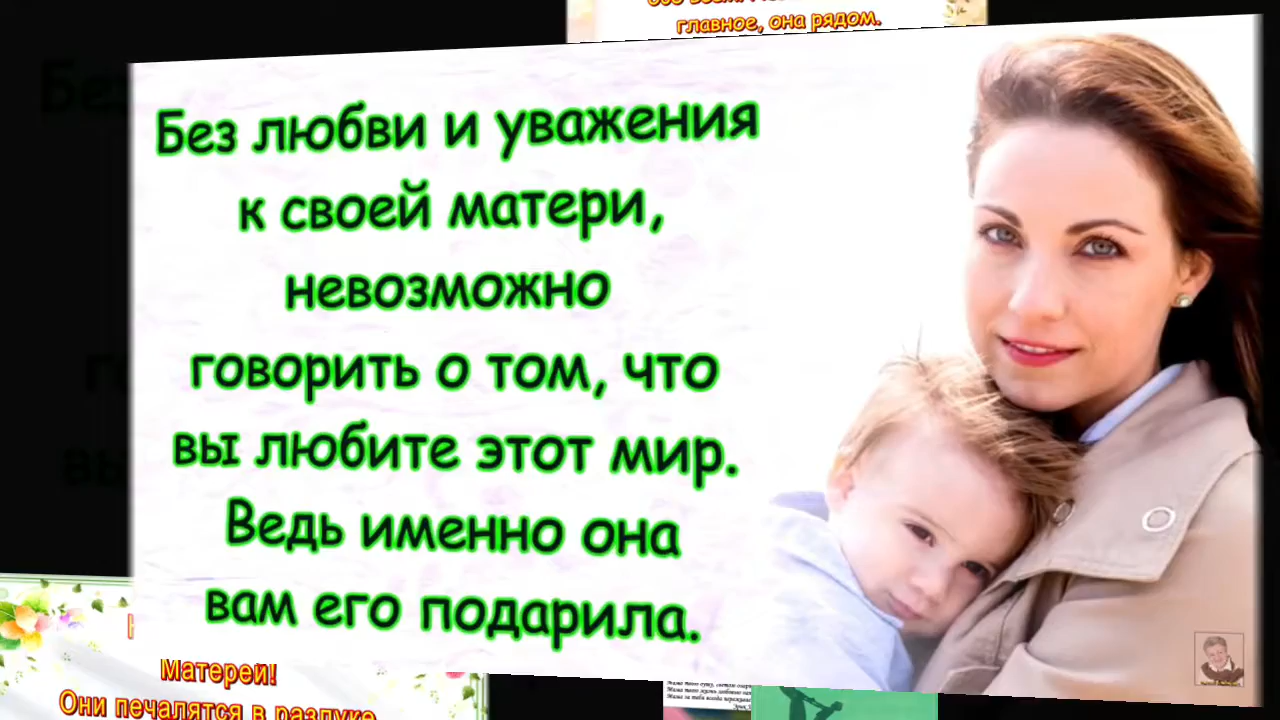 главное, она рядом.
Без любви и уважения
к своей матери,
невозможно
говорить о том, что
вы любите этот мир.
Ведь именно она
вам его подарила.
Матерей!
Они печалятся в разлуке